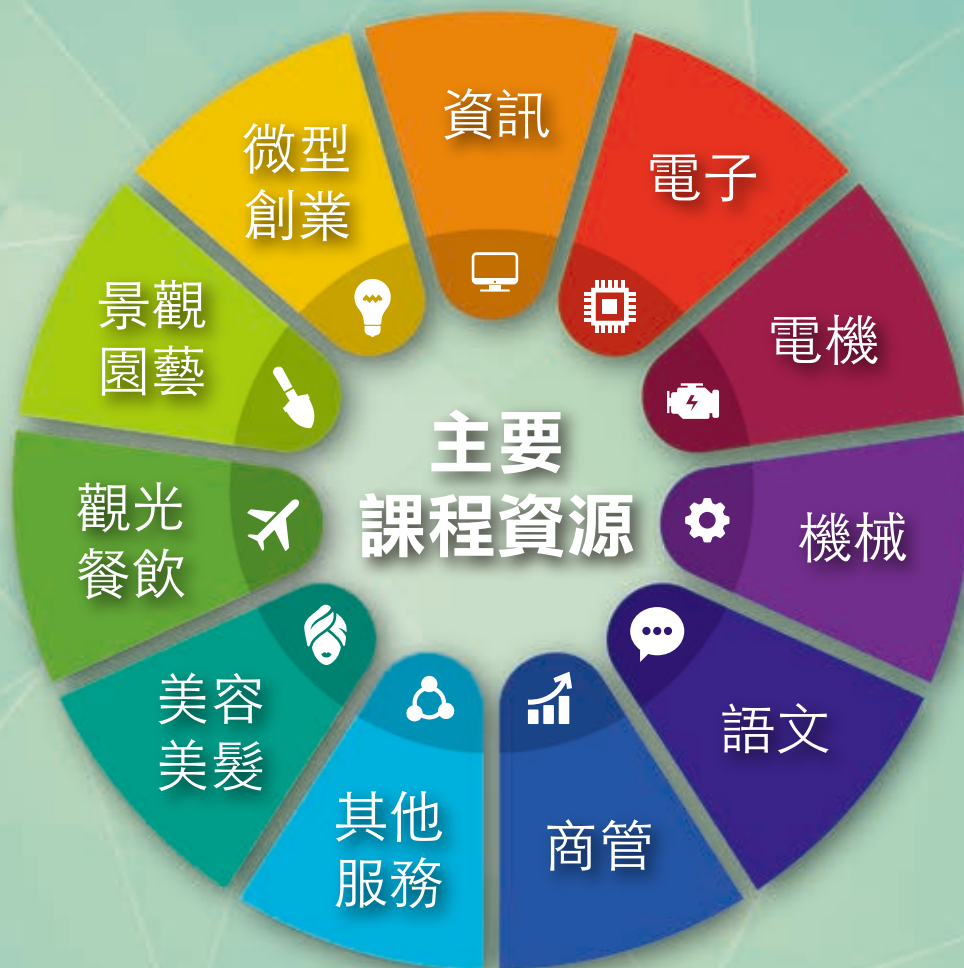 主要
課程資源
資訊
電子
電機
機械
語文
商管
其他
服務
美容
美髮
觀光
餐飲
景觀
園藝
微型
創業